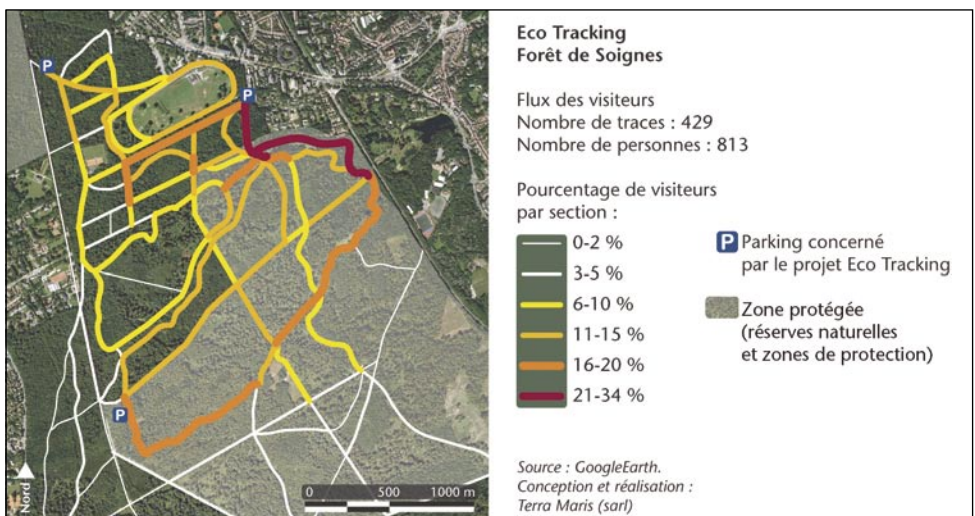 P
P
P
Nord
0 500 1000 m
Eco Tracking
Forêt de Soignes
Flux des visiteurs
Nombre de traces : 429
Nombre de personnes : 813
Pourcentage de visiteurs
par section :
0-2 %
3-5 %
6-10 %
11-15 %
16-20 %
21-34 %
P Parking concerné
par le projet Eco Tracking
Zone protégée
(réserves naturelles
et zones de protection)
Source : GoogleEarth.
Conception et réalisation :
Terra Maris (sarl)